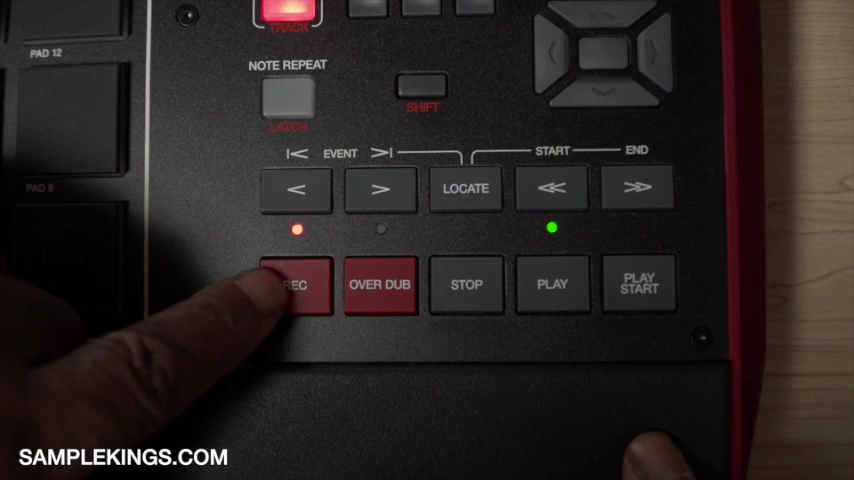 TRACK
PAD 12
NOTE REPEAT
SHIFT
LATCH
EVENT
START
END
PAD 8
< > LOCATE << >>
REC OVER DUB STOP PLAY PLAY
START
SAMPLEKINGS.COM